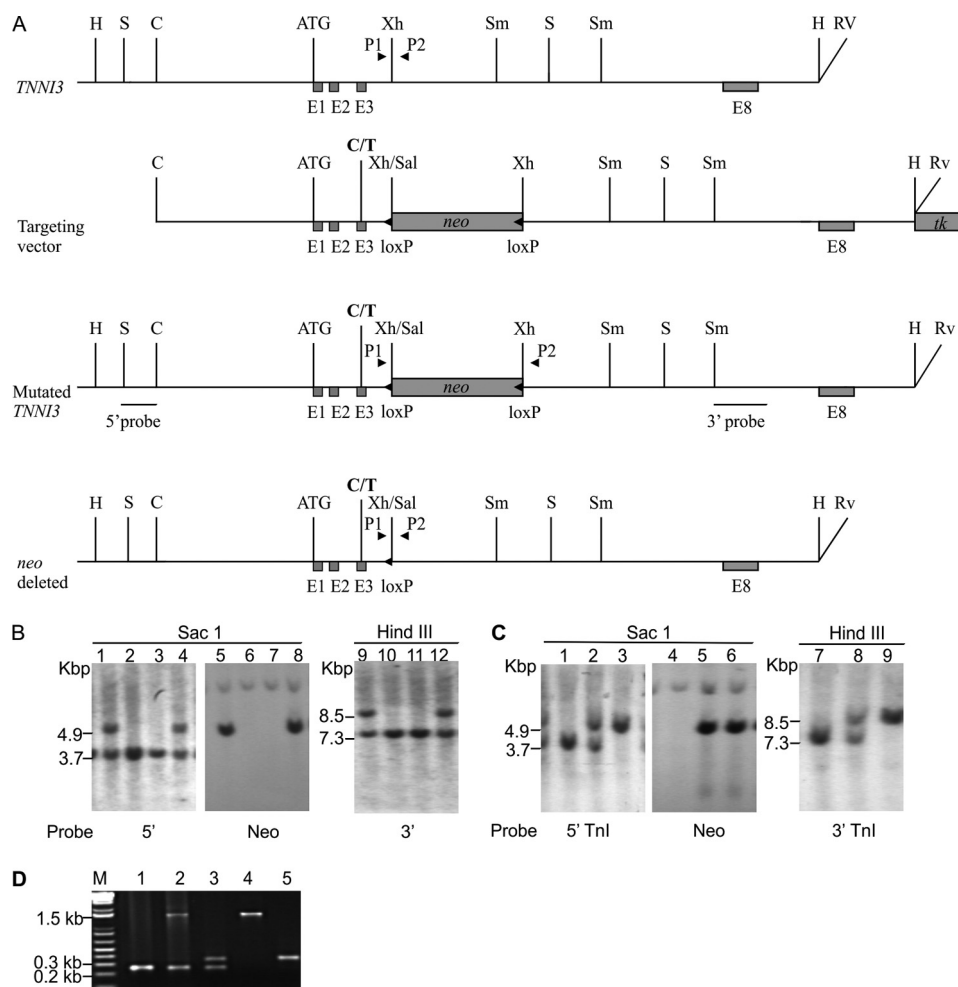 A
H S C ATG Xh Sm S Sm H RV
P1 P2
TNNI3
E1 E2 E3 E8
C/T
C ATG Xh/Sal Xh Sm S Sm H Rv
neo tk
Targeting
vector
E1 E2 E3 loxP loxP E8
C/T
H S C ATG Xh/Sal Xh Sm S Sm H Rv
P1 P2
neo
Mutated
TNNI3
E1 E2 E3 loxP loxP E8
5'probe 3' probe
C/T
H S C ATG Xh/Sal Sm S Sm H Rv
P1 P2
neo
deleted
E1 E2 E3 loxP E8
B Sac 1 Hind III
Kbp 1 2 3 4 5 6 7 8 9 10 11 12
4.9
3.7
8.5
7.3
Probe 5' Neo 3'
C Sac 1 Hind III
Kbp 1 2 3 4 5 6 7 8 9
4.9
3.7
8.5
7.3
Probe 5' TnI Neo 3' TnI
D M 1 2 3 4 5
1.5 kb
0.3 kb
0.2 kb